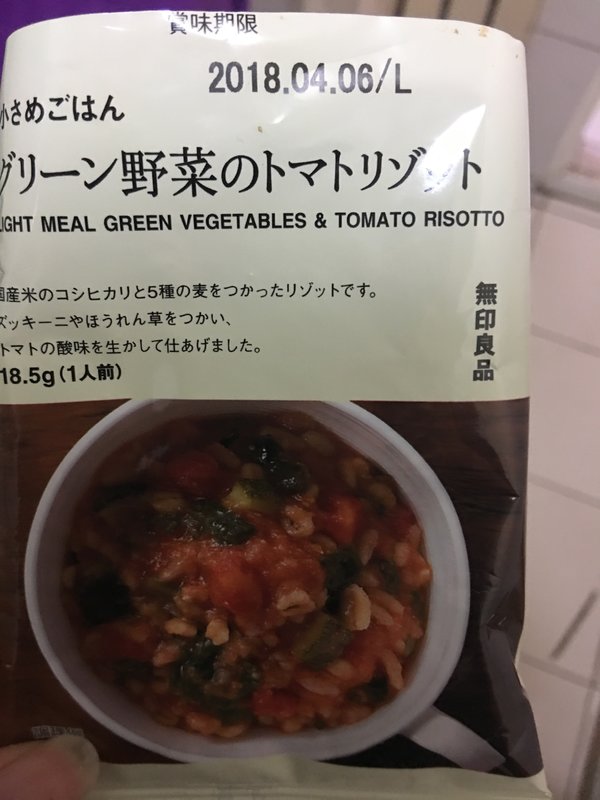 賞味期限
2018.04.06/L
小さめごはん
グリーン野菜のトマトリゾット
LIGHT MEAL GREEN VEGETABLES & TOMATO RISOTTO
国産米のコシヒカリと5種の麦をつかったリゾットです。
ズッキーニやほうれん草をつかい、
トマトの酸味を生かして仕あげました。
18.5g(1人前)
無印良品